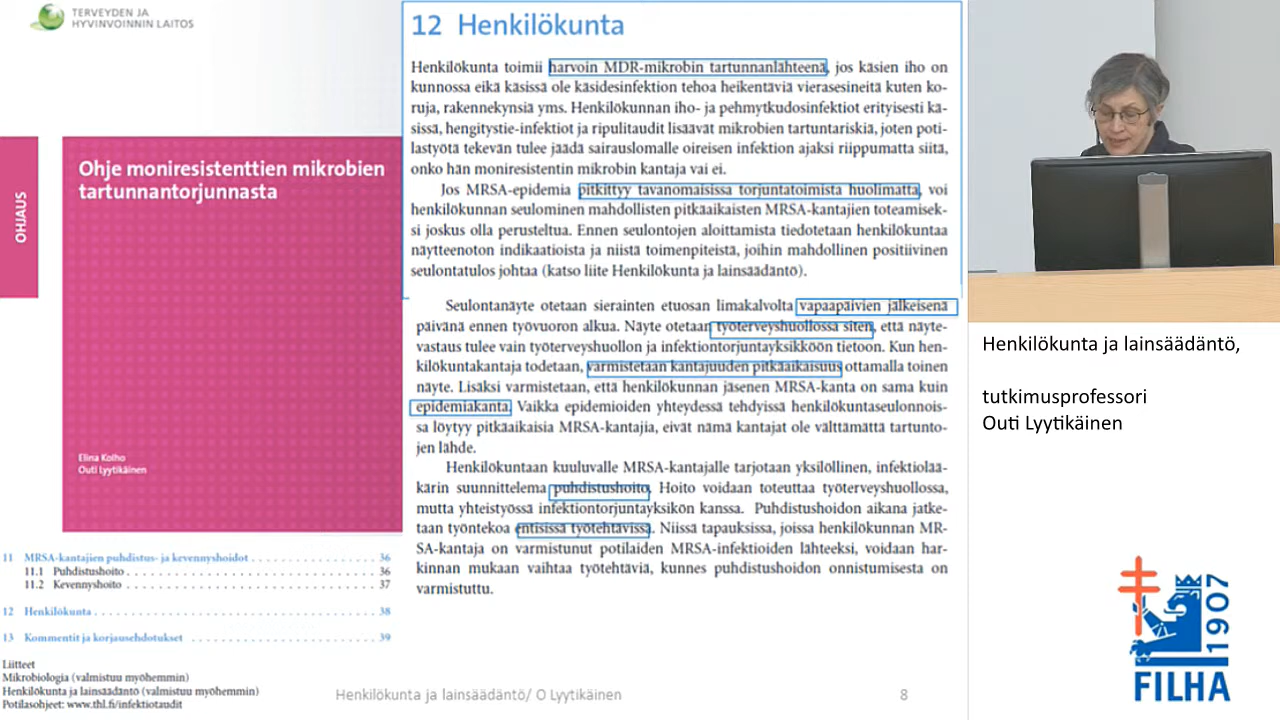 TERVEYDEN JA
HYVINVOINNIN LAITOS
OHJAUS
Ohje moniresistenttien mikrobien
tartunnantorjunnasta
Elina Kolho
Outi Lyytikäinen
11 MRSA-kantajien puhdistus- ja kevennyshoidot 36
11.1 Puhdistushoito 36
11.2 Kevennyshoito 37
12 Henkilökunta 38
13 Kommentit ja korjausehdotukset 39
Liitteet
Mikrobiologia (valmistuu myöhemmin)
Henkilökunta ja lainsäädäntö (valmistuu myöhemmin)
Potilasohjeet: www.thl.fi/infektiotaudit
12 Henkilökunta
Henkilökunta toimii harvoin MDR-mikrobin tartunnanlähteenä, jos käsien iho on
kunnossa eikä käsissä ole käsidesinfektion tehoa heikentäviä vierasesineitä kuten ko-
ruja, rakennekynsiä yms. Henkilökunnan iho- ja pehmytkudosinfektiot erityisesti kä-
sissä, hengitystie-infektiot ja ripulitaudit lisäävät mikrobien tartuntariskiä, joten poti-
lastyötä tekevän tulee jäädä sairauslomalle oireisen infektion ajaksi riippumatta siitä,
onko hän moniresistentin mikrobin kantaja vai ei.
Jos MRSA-epidemia pitkittyy tavanomaisissa torjuntatoimista huolimatta, voi
henkilökunnan seulominen mahdollisten pitkäaikaisten MRSA-kantajien toteamisek-
si joskus olla perusteltua. Ennen seulontojen aloittamista tiedotetaan henkilökuntaa
näytteenoton indikaatioista ja niistä toimenpiteistä, joihin mahdollinen positiivinen
seulontatulos johtaa (katso liite Henkilökunta ja lainsäädäntö).
Seulontanäyte otetaan sierainten etuosan limakalvolta vapaapäivien jälkeisenä
päivänä ennen työvuoron alkua. Näyte otetaan työterveyshuollossa siten, että näyte-
vastaus tulee vain työterveyshuollon ja infektiontorjuntayksikköön tietoon. Kun hen-
kilökuntakantaja todetaan, varmistetaan kantajuuden pitkäaikaisuus ottamalla toinen
näyte. Lisäksi varmistetaan, että henkilökunnan jäsenen MRSA-kanta on sama kuin
epidemiakanta. Vaikka epidemioiden yhteydessä tehdyissä henkilökuntaseulonnois-
sa löytyy pitkäaikaisia MRSA-kantajia, eivät nämä kantajat ole välttämättä tartunto-
jen lähde.
Henkilökuntaan kuuluvalle MRSA-kantajalle tarjotaan yksilöllinen, infektiolää-
kärin suunnittelema puhdistushoito. Hoito voidaan toteuttaa työterveyshuollossa,
mutta yhteistyössä infektiontorjuntayksikön kanssa. Puhdistushoidon aikana jatke-
taan työntekoa entisissä työtehtävissä. Niissä tapauksissa, joissa henkilökunnan MR-
SA-kantaja on varmistunut potilaiden MRSA-infektioiden lähteeksi, voidaan har-
kinnan mukaan vaihtaa työtehtäviä, kunnes puhdistushoidon onnistumisesta on
varmistuttu.
Henkilökunta ja lainsäädäntö/ O Lyytikäinen 8
Henkilökunta ja lainsäädäntö,
tutkimusprofessori
Outi Lyytikäinen
1907
FILHA